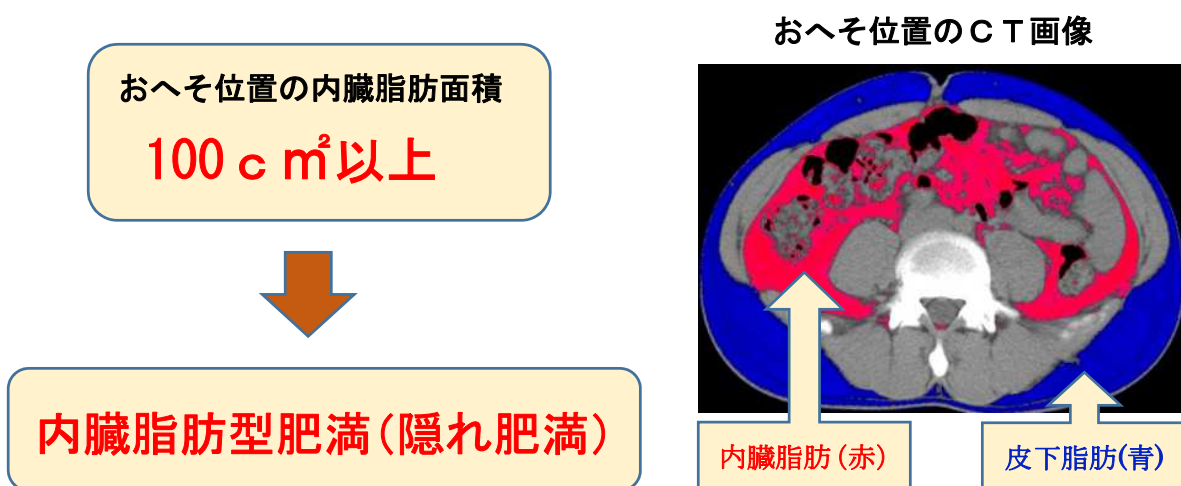 おへそ位置の内臓脂肪面積
100ｃ㎡以上
内臓脂肪型肥満（隠れ肥満）
おへそ位置のＣＴ画像
内臓脂肪（赤）
皮下脂肪(青)